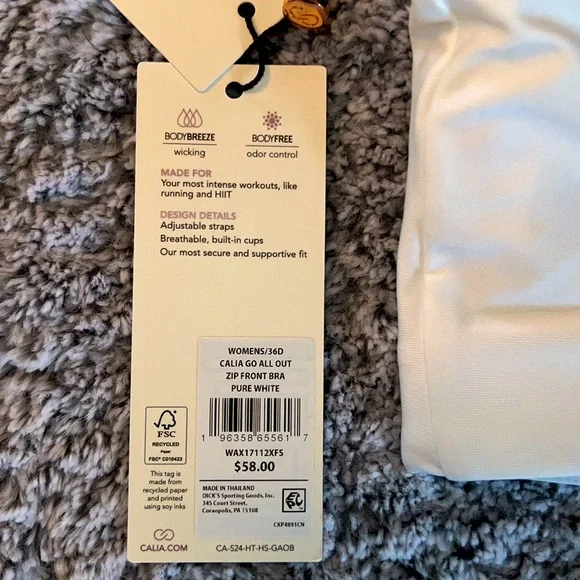 BODYBREEZE
wicking
BODYFREE
odor control
MADE FOR
Your most intense workouts, like
running and HIIT
DESIGN DETAILS
Adjustable straps
Breathable, built-in cups
Our most secure and supportive fit
WOMENS/36D
CALIA GO ALL OUT
ZIP FRONT BRA
PURE WHITE
1 96358 65561 7
WAX17112XFS
$58.00
MADE IN THAILAND
DICK'S Sporting Goods, Inc.
345 Court Street,
Coraopolis, PA 15108
CKP4891CN
FSC
RECYCLED
Paper
FSC® C016423
This tag is
made from
recycled paper
and printed
using soy inks
CALIA.COM
CA-S24-HT-HS-GAOB